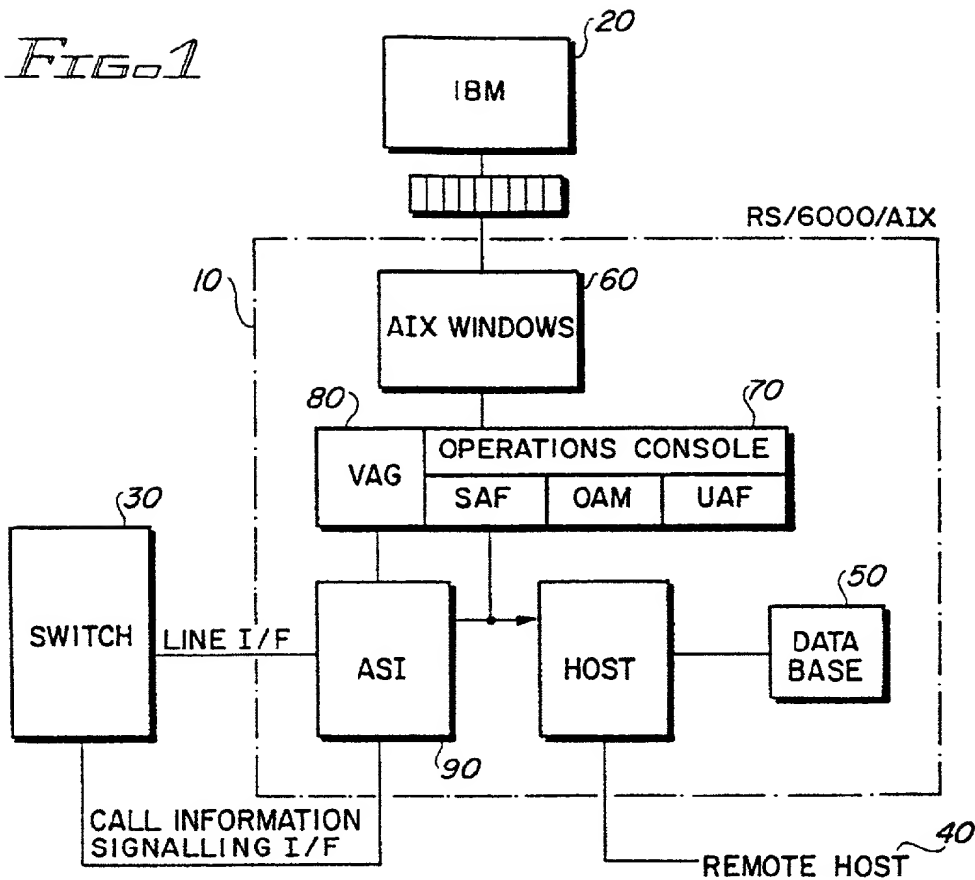 FIG. 1
20
IBM
RS/6000/AIX
10
60
AIX WINDOWS
80
70
VAG
OPERATIONS CONSOLE
SAF
OAM
UAF
30
SWITCH
LINE I/F
ASI
HOST
50
DATA
BASE
90
CALL INFORMATION
SIGNALLING I/F
REMOTE HOST
40